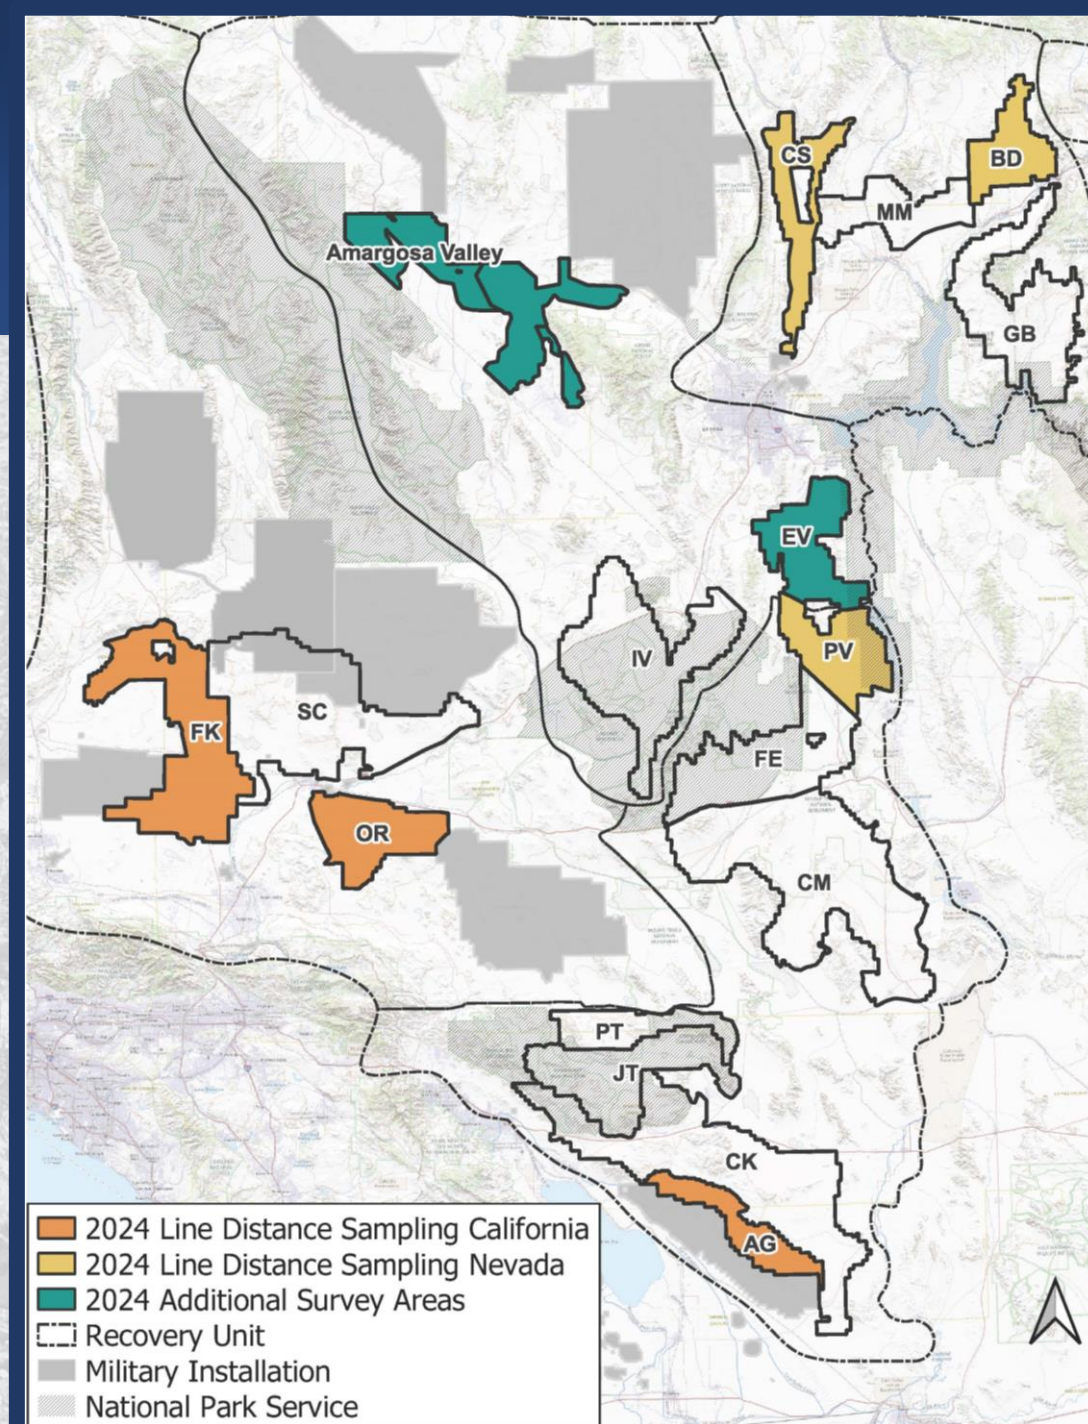 CS
BD
MM
Amargosa Valley
GB
EV
IV
PV
SC
FK
FE
OR
CM
PT
JT
CK
AG
2024 Line Distance Sampling California
2024 Line Distance Sampling Nevada
2024 Additional Survey Areas
Recovery Unit
Military Installation
National Park Service